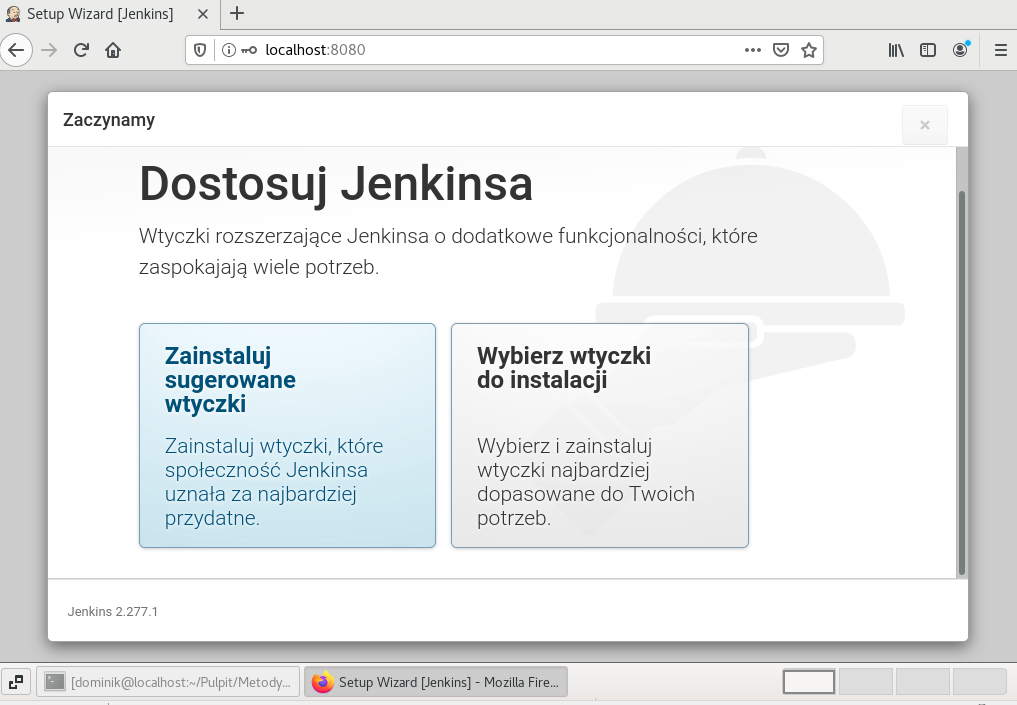 Setup Wizard [Jenkins]
localhost:8080
Zaczynamy
Dostosuj Jenkinsa
Wtyczki rozszerzające Jenkinsa o dodatkowe funkcjonalności, które
zaspokajają wiele potrzeb.
Zainstaluj
sugerowane
wtyczki
Zainstaluj wtyczki, które
społeczność Jenkinsa
uznała za najbardziej
przydatne.
Wybierz wtyczki
do instalacji
Wybierz i zainstaluj
wtyczki najbardziej
dopasowane do Twoich
potrzeb.
Jenkins 2.277.1
[dominik@localhost:~/Pulpit/Metody...
Setup Wizard [Jenkins] - Mozilla Fire...